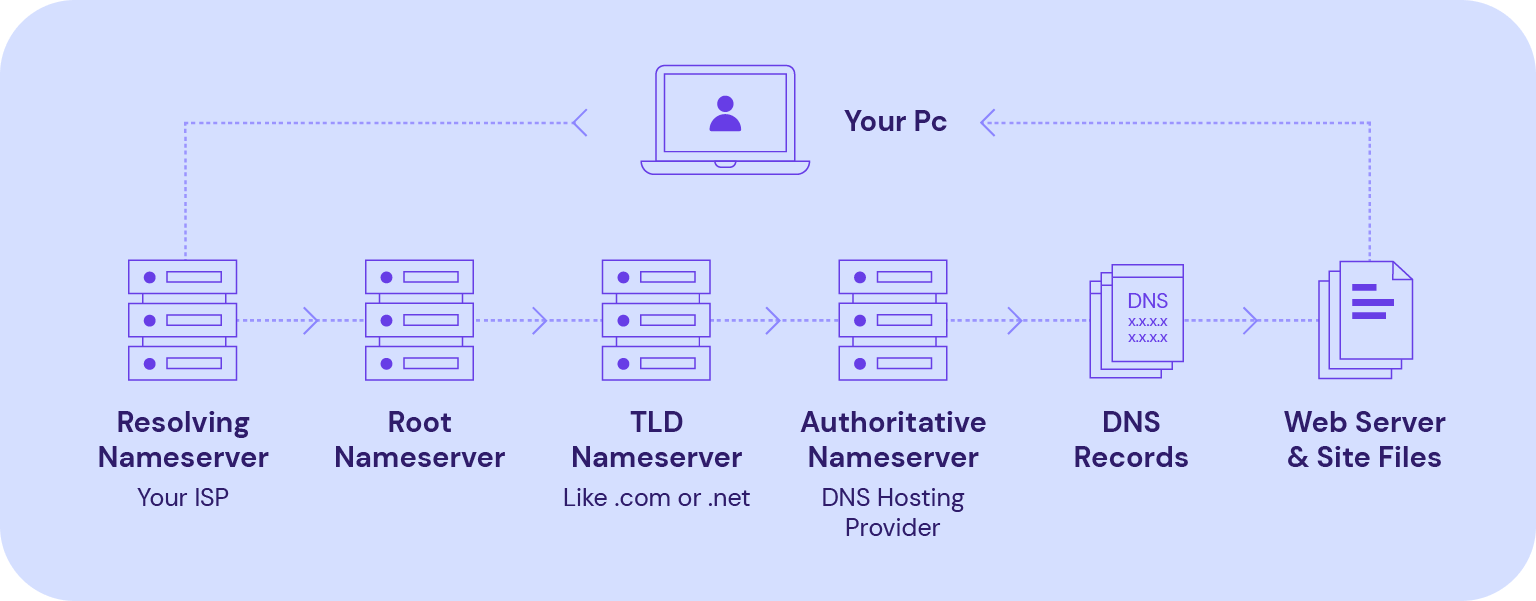 Your Pc
DNS
x.x.x.x
x.x.x.x
Resolving
Nameserver
Your ISP
Root
Nameserver
TLD
Nameserver
Like .com or .net
Authoritative
Nameserver
DNS Hosting
Provider
DNS
Records
Web Server
& Site Files